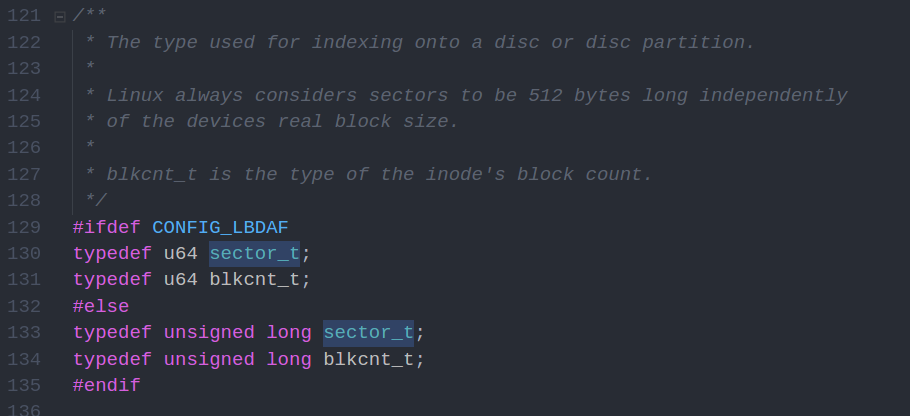 121 /**
122 * The type used for indexing onto a disc or disc partition.
123 *
124 * Linux always considers sectors to be 512 bytes long independently
125 * of the devices real block size.
126 *
127 * blkcnt_t is the type of the inode's block count.
128 */
129 #ifdef CONFIG_LBDAF
130 typedef u64 sector_t;
131 typedef u64 blkcnt_t;
132 #else
133 typedef unsigned long sector_t;
134 typedef unsigned long blkcnt_t;
135 #endif
136